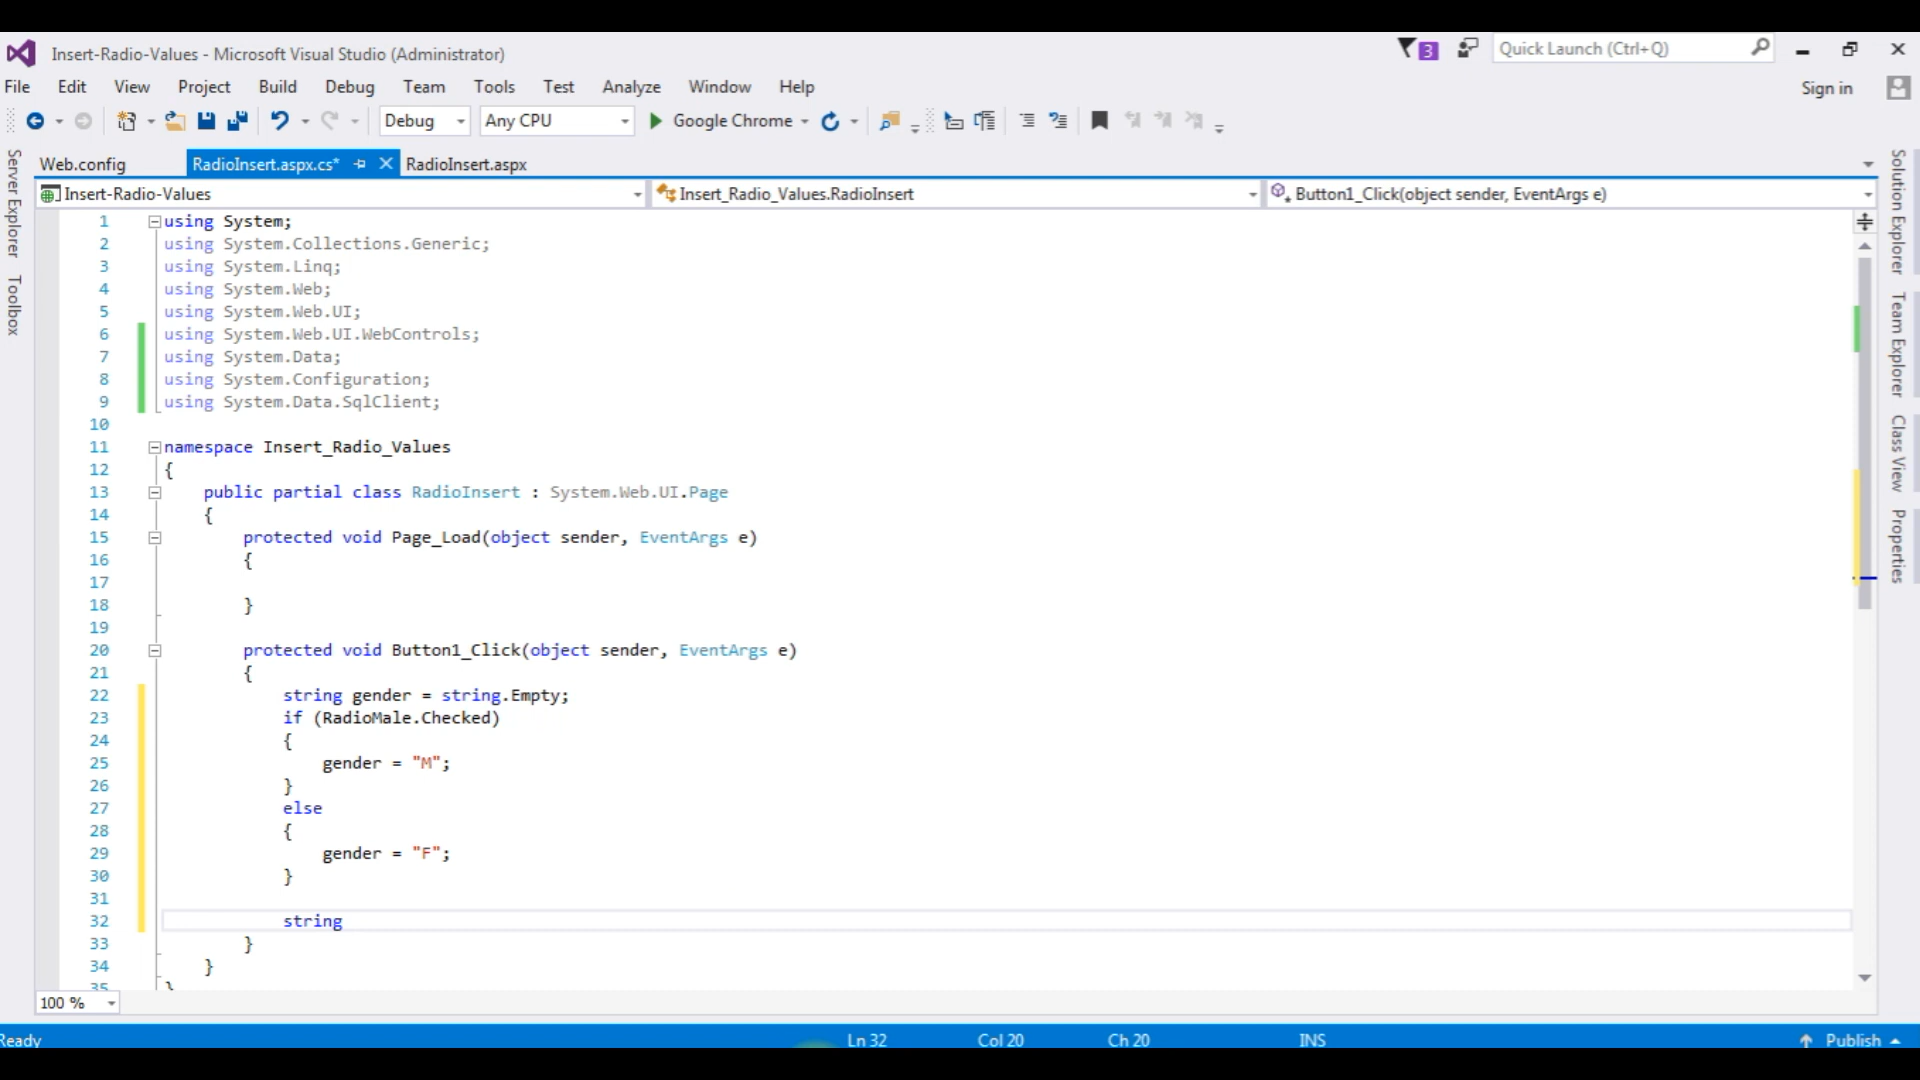 Insert-Radio-Values - Microsoft Visual Studio (Administrator)
3
Quick Launch (Ctrl+Q)
File Edit View Project Build Debug Team Tools Test Analyze Window Help
Sign in
Debug Any CPU Google Chrome
Server Explorer
Toolbox
Web.config RadioInsert.aspx.cs* RadioInsert.aspx
Insert-Radio-Values Insert_Radio_Values.RadioInsert Button1_Click(object sender, EventArgs e)
1 using System;
2 using System.Collections.Generic;
3 using System.Linq;
4 using System.Web;
5 using System.Web.UI;
6 using System.Web.UI.WebControls;
7 using System.Data;
8 using System.Configuration;
9 using System.Data.SqlClient;
10
11 namespace Insert_Radio_Values
12 {
13 public partial class RadioInsert : System.Web.UI.Page
14 {
15 protected void Page_Load(object sender, EventArgs e)
16 {
17
18 }
19
20 protected void Button1_Click(object sender, EventArgs e)
21 {
22 string gender = string.Empty;
23 if (RadioMale.Checked)
24 {
25 gender = "M";
26 }
27 else
28 {
29 gender = "F";
30 }
31
32 string
33 }
34 }
35 }
Solution Explorer
Team Explorer
Class View
Properties
100 %
Ready Ln 32 Col 20 Ch 20 INS Publish